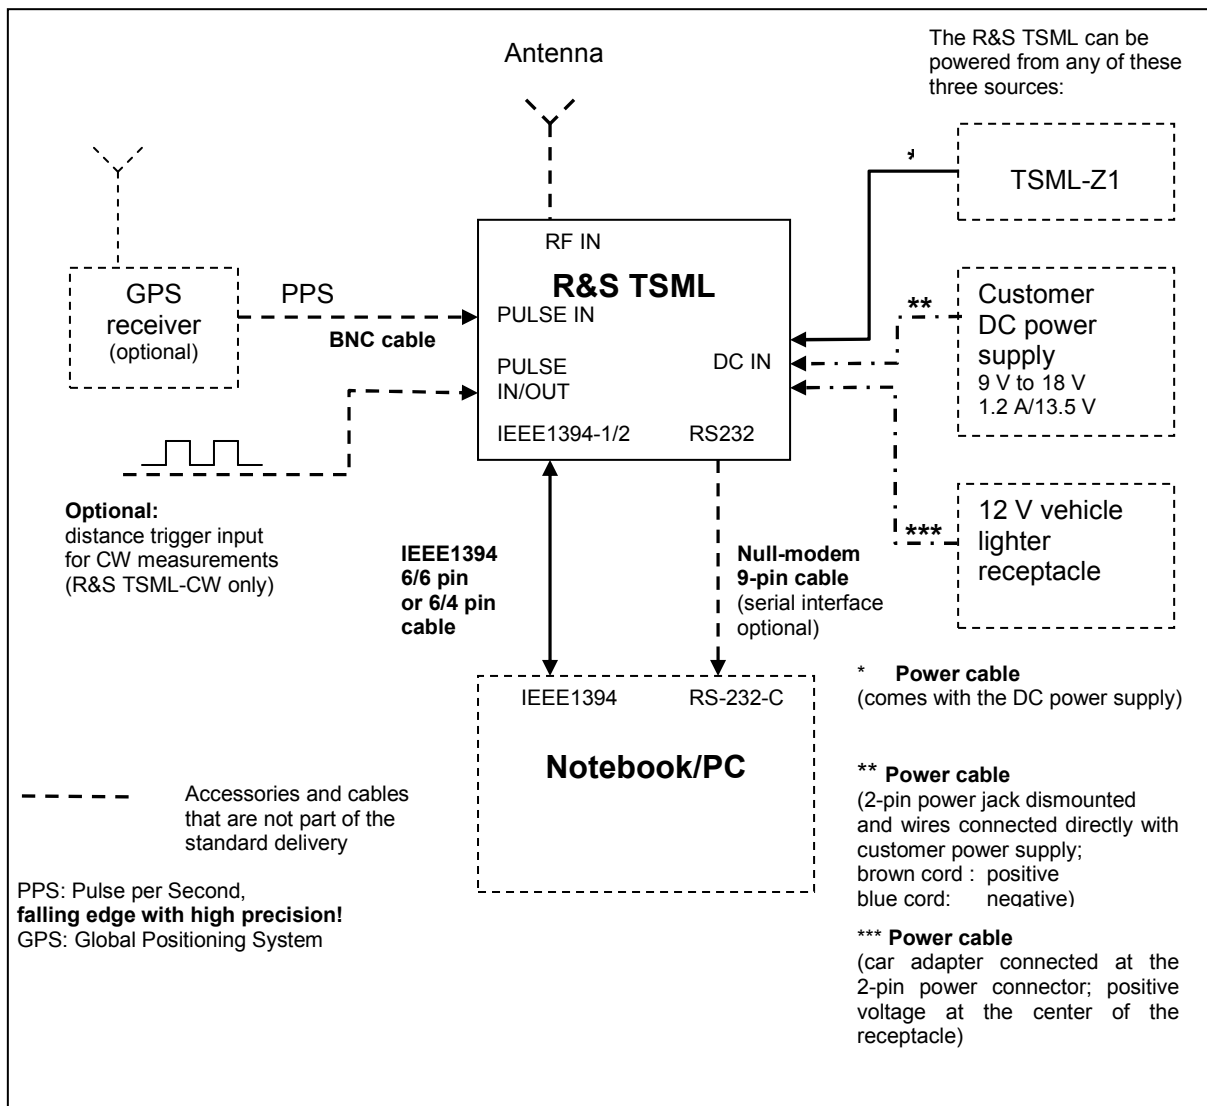 Antenna
The R&S TSML can be
powered from any of these
three sources:
*
TSML-Z1
RF IN
R&S TSML
PULSE IN
PULSE
IN/OUT
DC IN
IEEE1394-1/2
RS232
GPS
receiver
(optional)
PPS
BNC cable
**
Customer
DC power
supply
9 V to 18 V
1.2 A/13.5 V
***
12 V vehicle
lighter
receptacle
Optional:
distance trigger input
for CW measurements
(R&S TSML-CW only)
IEEE1394
6/6 pin
or 6/4 pin
cable
Null-modem
9-pin cable
(serial interface
optional)
IEEE1394
RS-232-C
Notebook/PC
* Power cable
(comes with the DC power supply)
** Power cable
(2-pin power jack dismounted
and wires connected directly with
customer power supply;
brown cord : positive
blue cord: negative)
*** Power cable
(car adapter connected at the
2-pin power connector; positive
voltage at the center of the
receptacle)
Accessories and cables
that are not part of the
standard delivery
PPS: Pulse per Second,
falling edge with high precision!
GPS: Global Positioning System